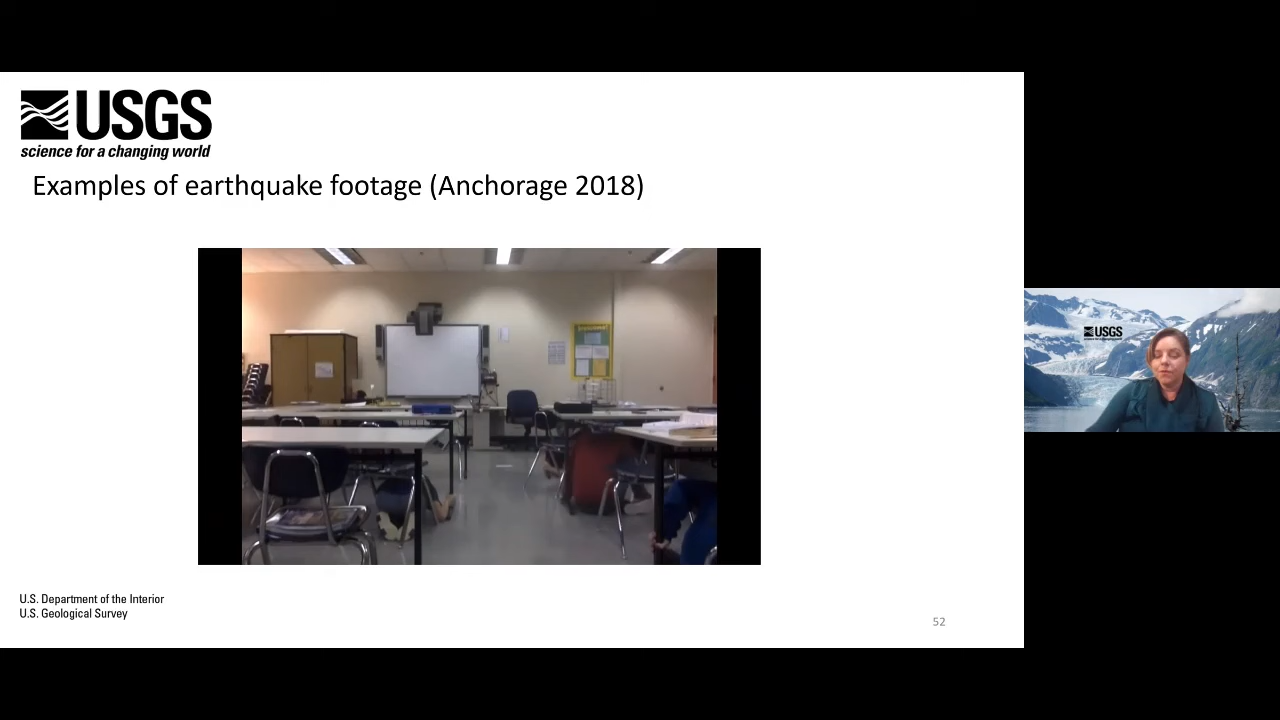 USGS
science for a changing world
Examples of earthquake footage (Anchorage 2018)
USGS
U.S. Department of the Interior
U.S. Geological Survey
52